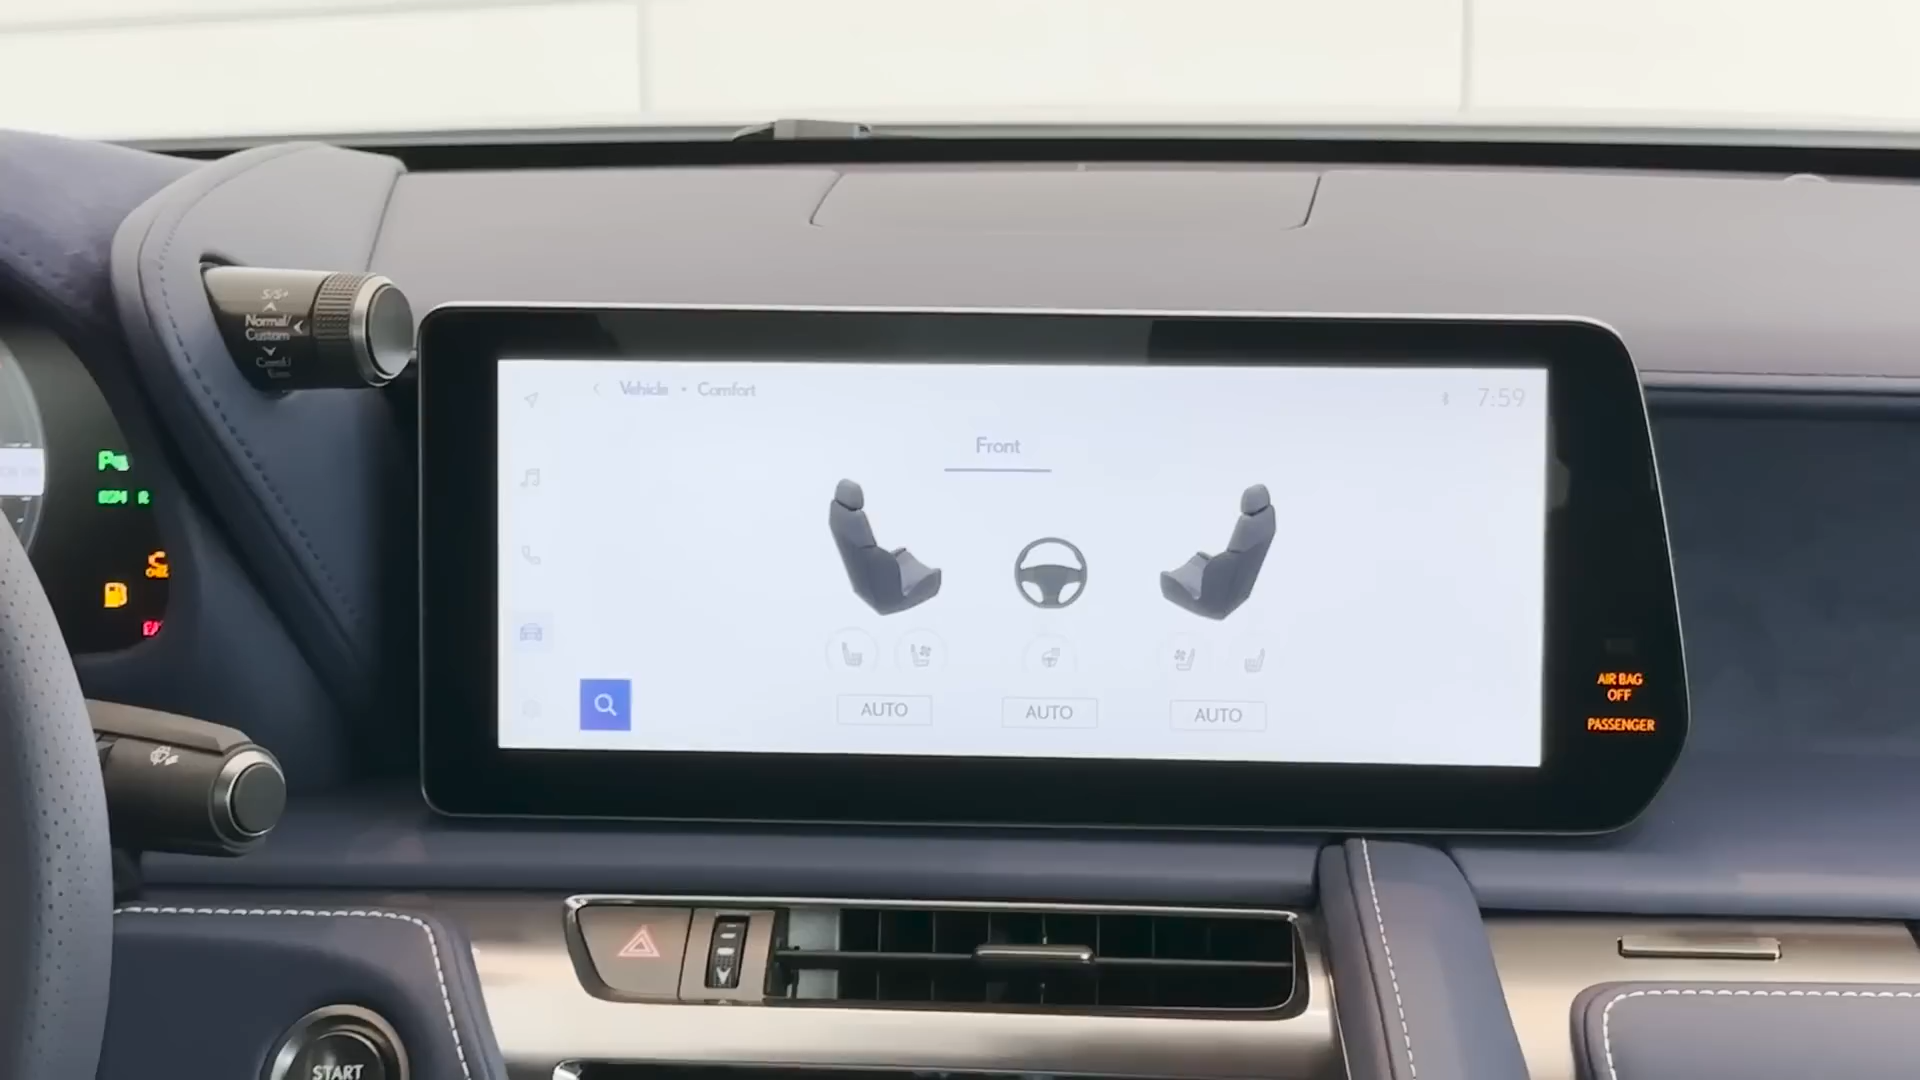 S/S+
Normal/
Custom
Vehicle • Comfort
7:59
Front
AUTO
AUTO
AUTO
AIR BAG
OFF
PASSENGER
START